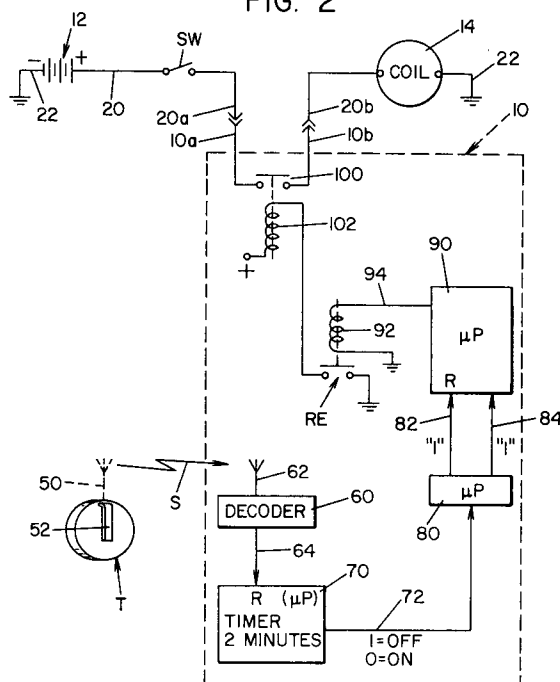 FIG. 2
12
SW
14
COIL
22
22
20
20a
20b
10a
10b
10
100
102
+
90
94
92
μP
R
RE
82
84
"1"
"1"
50
S
62
μP
80
52
DECODER
60
64
T
70
R (μP)
TIMER
2 MINUTES
72
1=OFF
0=ON